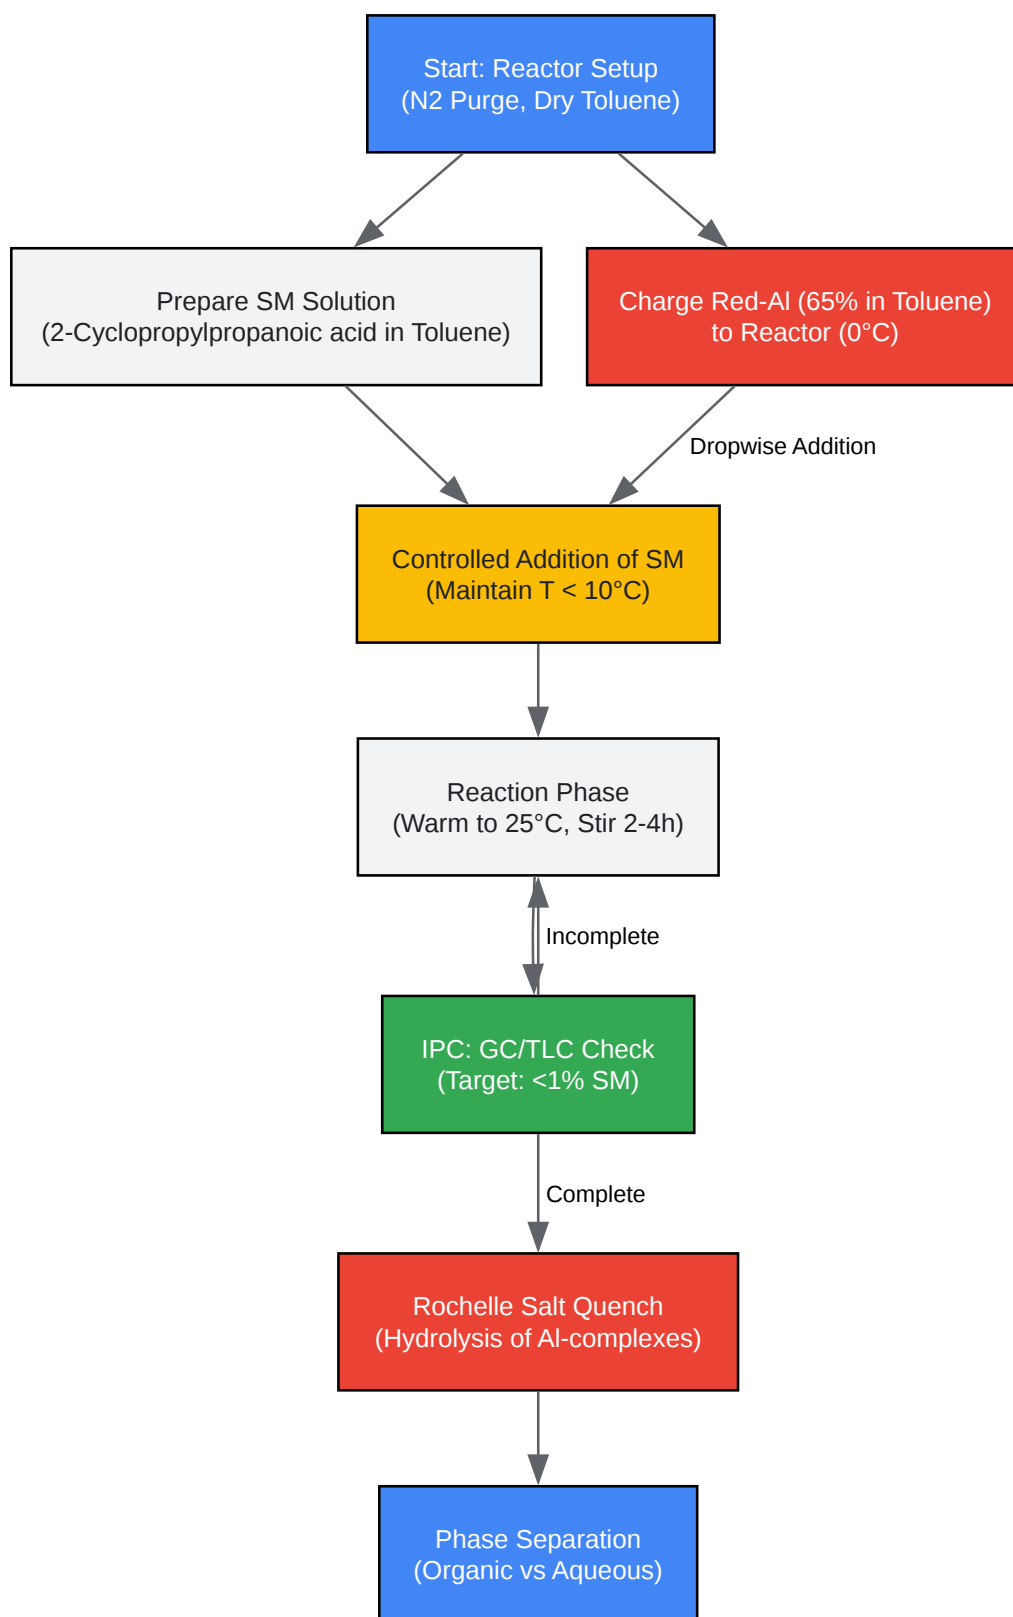 Start: Reactor Setup
(N2 Purge, Dry Toluene)
Prepare SM Solution
(2-Cyclopropylpropanoic acid in Toluene)
Charge Red-Al (65% in Toluene)
to Reactor (0°C)
Dropwise Addition
Controlled Addition of SM
(Maintain T < 10°C)
Reaction Phase
(Warm to 25°C, Stir 2-4h)
Incomplete
IPC: GC/TLC Check
(Target: <1% SM)
Complete
Rochelle Salt Quench
(Hydrolysis of Al-complexes)
Phase Separation
(Organic vs Aqueous)